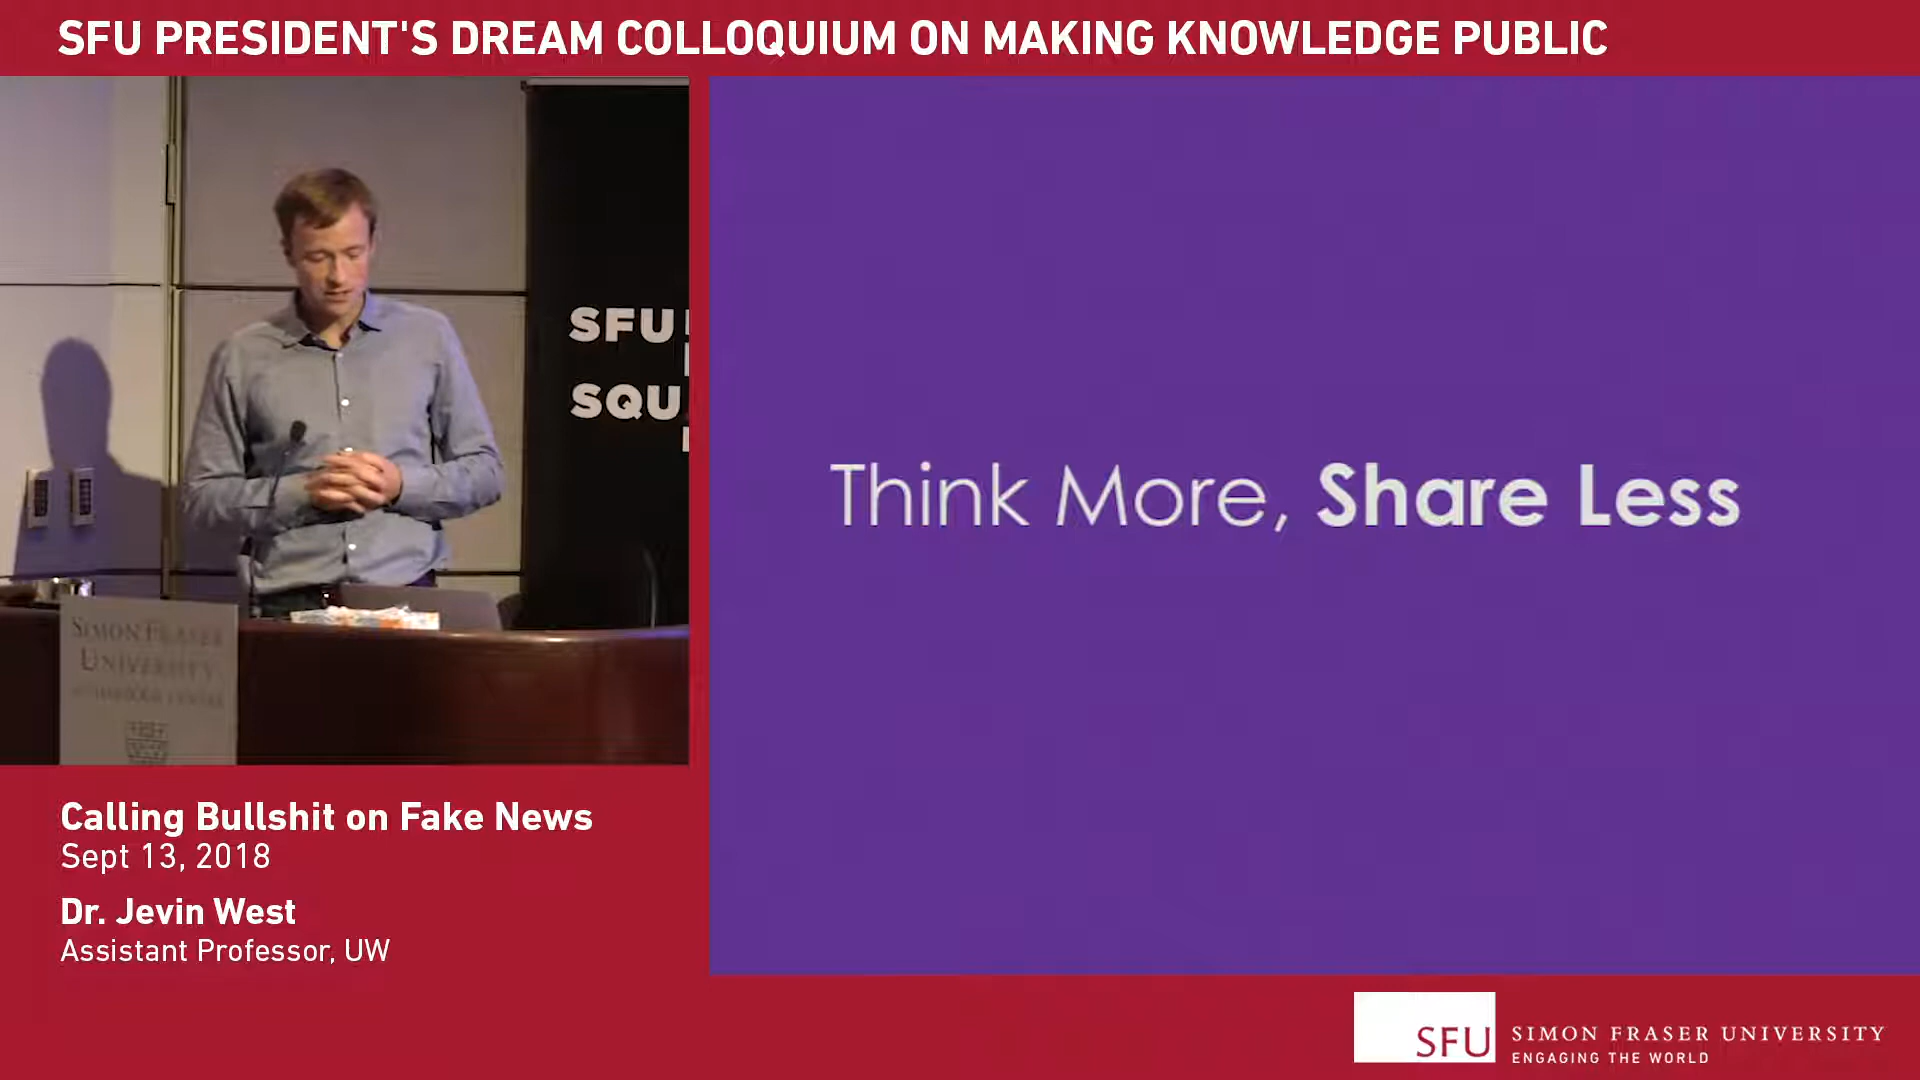 SFU PRESIDENT'S DREAM COLLOQUIUM ON MAKING KNOWLEDGE PUBLIC
SFU
SQU
SIMON FRASER
UNIVERSITY
Think More, Share Less
Calling Bullshit on Fake News
Sept 13, 2018
Dr. Jevin West
Assistant Professor, UW
SFU
SIMON FRASER UNIVERSITY
ENGAGING THE WORLD